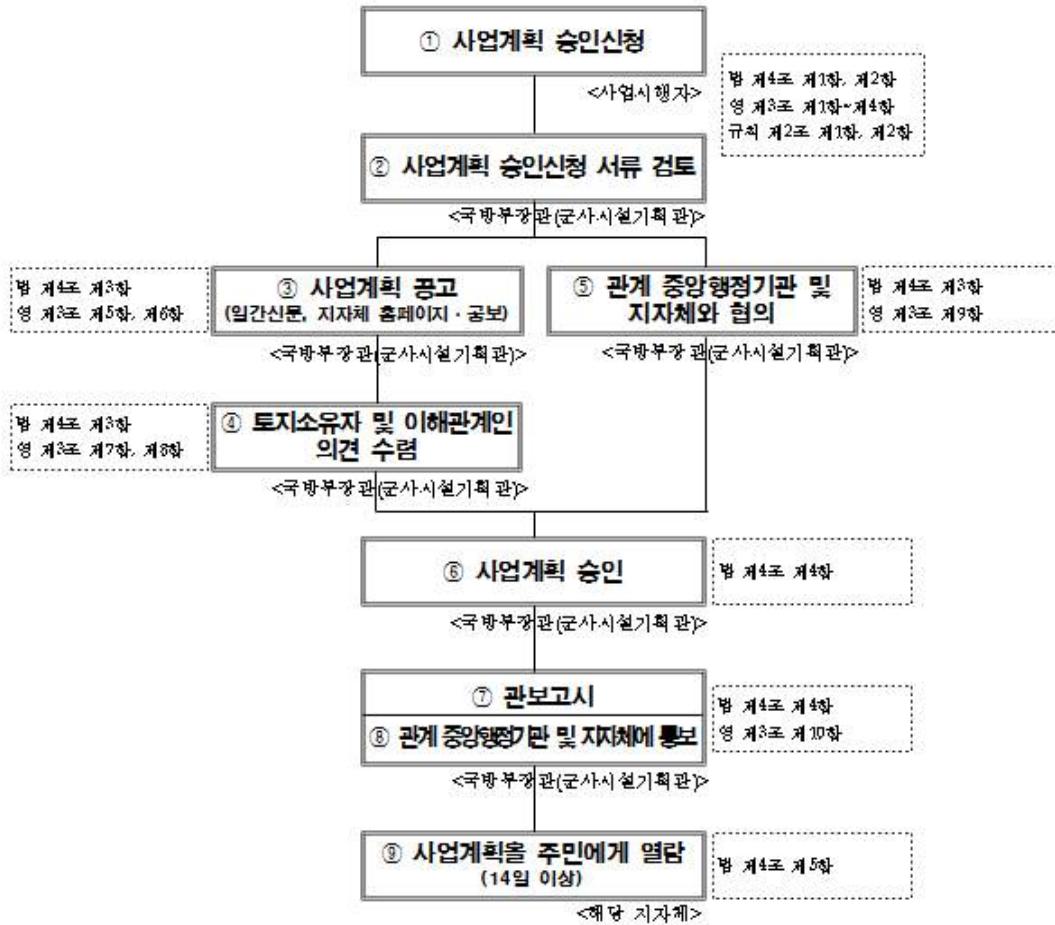 ① 사업계획 승인신청
<사업시행자>
법 제4조 제1항, 제2항
영 제3조 제1항~제4항
규칙 제2조 제1항, 제2항
② 사업계획 승인신청 서류 검토
<국방부장관(군사시설기획관)>
법 제4조 제3항
영 제3조 제5항, 제6항
③ 사업계획 공고
(일간신문, 지자체 홈페이지·공보)
<국방부장관(군사시설기획관)>
⑤ 관계 중앙행정기관 및
지자체와 협의
<국방부장관(군사시설기획관)>
법 제4조 제3항
영 제3조 제9항
법 제4조 제3항
영 제3조 제7항, 제8항
④ 토지소유자 및 이해관계인
의견 수렴
<국방부장관(군사시설기획관)>
⑥ 사업계획 승인
법 제4조 제4항
<국방부장관(군사시설기획관)>
⑦ 관보고시
⑧ 관계 중앙행정기관 및 지자체에 통보
법 제4조 제4항
영 제3조 제10항
<국방부장관(군사시설기획관)>
⑨ 사업계획을 주민에게 열람
(14일 이상)
법 제4조 제5항
<해당 지자체>